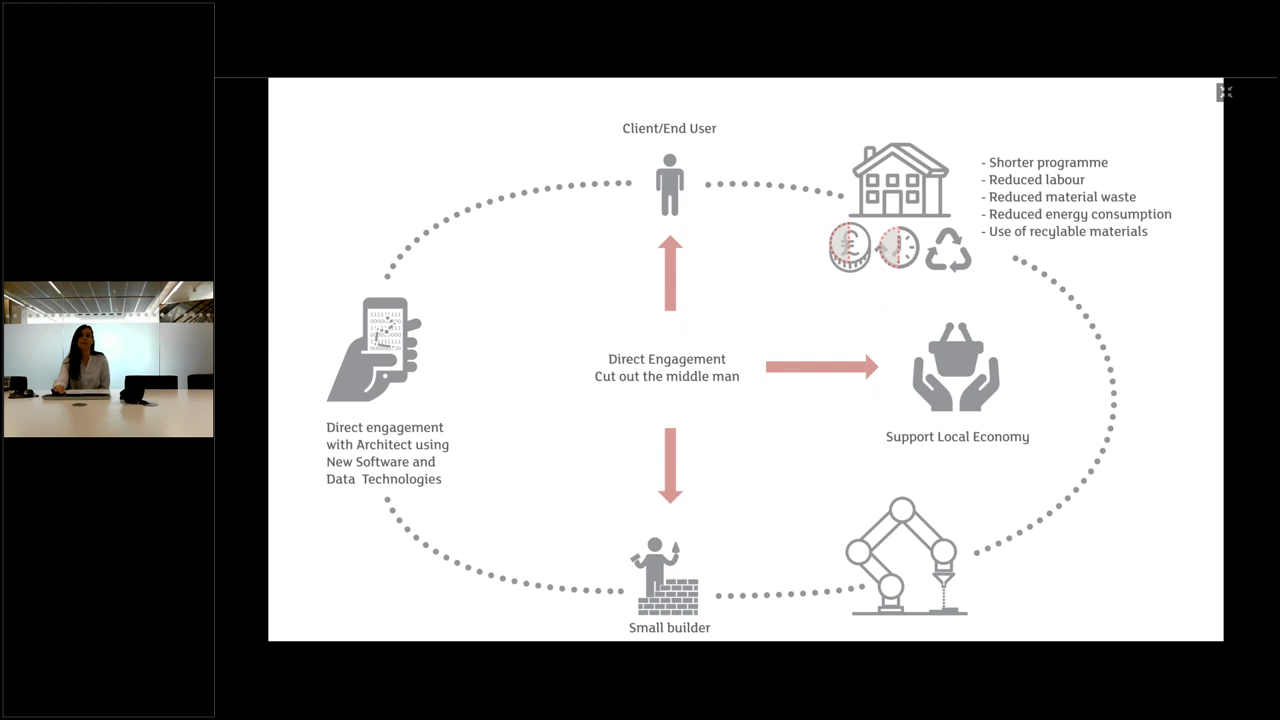 Client/End User
- Shorter programme
- Reduced labour
- Reduced material waste
- Reduced energy consumption
- Use of recylable materials
£
Direct Engagement
Cut out the middle man
Direct engagement
with Architect using
New Software and
Data Technologies
Support Local Economy
Small builder